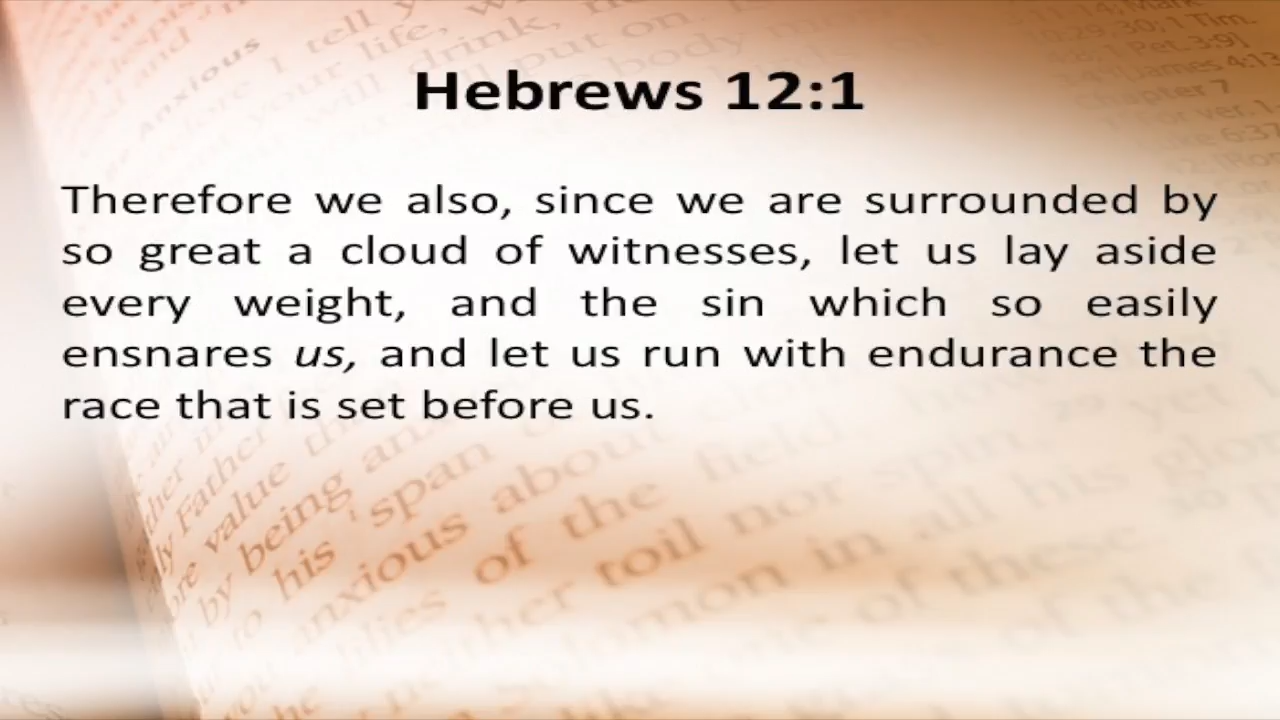 Hebrews 12:1
Therefore we also, since we are surrounded by
so great a cloud of witnesses, let us lay aside
every weight, and the sin which so easily
ensnares us, and let us run with endurance the
race that is set before us.